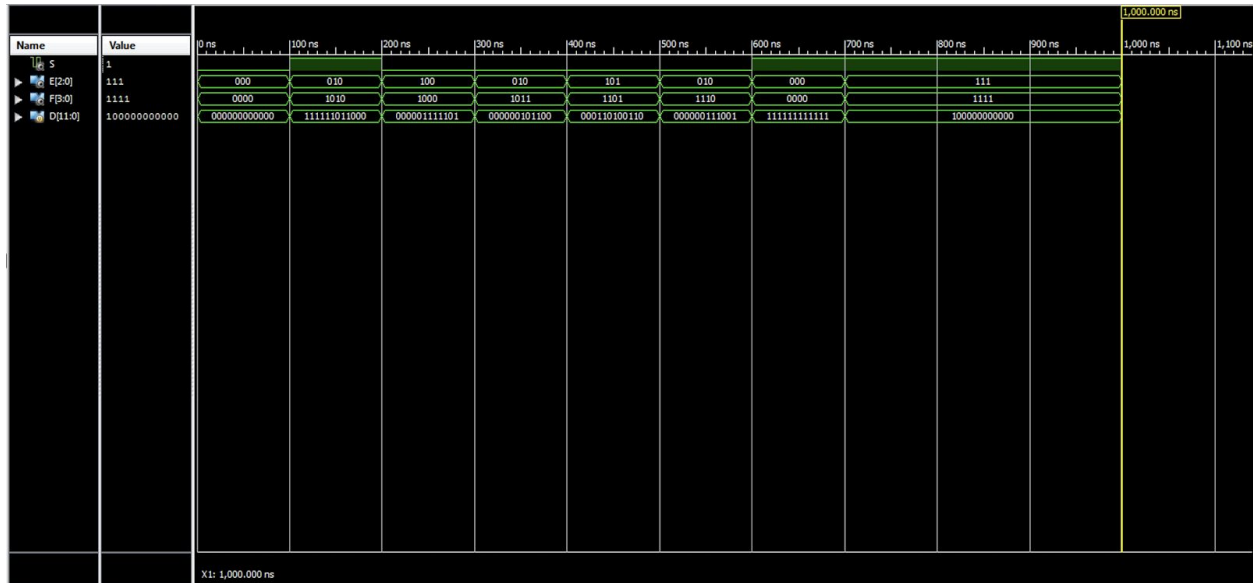 1,000.000 ns
Name Value 0 ns 100 ns 200 ns 300 ns 400 ns 500 ns 600 ns 700 ns 800 ns 900 ns 1,000 ns 1,100 ns
S 1
E[2:0] 111 000 010 100 010 101 010 000 111
F[3:0] 1111 0000 1010 1000 1011 1101 1110 0000 1111
D[11:0] 100000000000 000000000000 111111011000 000001111101 000000101100 000110100110 000000111001 111111111111 100000000000
X1: 1,000.000 ns